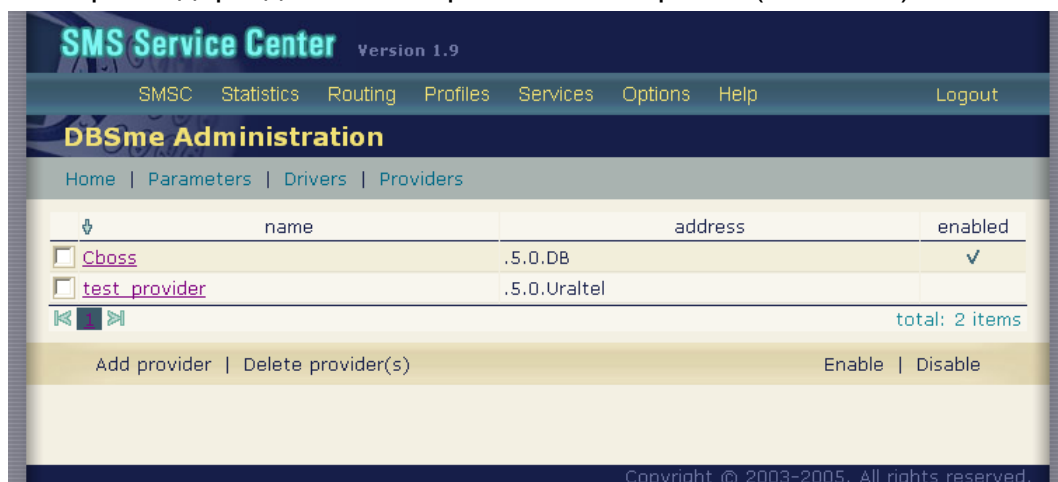 SMS Service Center Version 1.9
SMSC Statistics Routing Profiles Services Options Help Logout
DBSme Administration
Home | Parameters | Drivers | Providers
name address enabled
Cboss .5.0.DB
test_provider .5.0.Uraltel
1 total: 2 items
Add provider | Delete provider(s) Enable | Disable
Copyright © 2003-2005. All rights reserved.